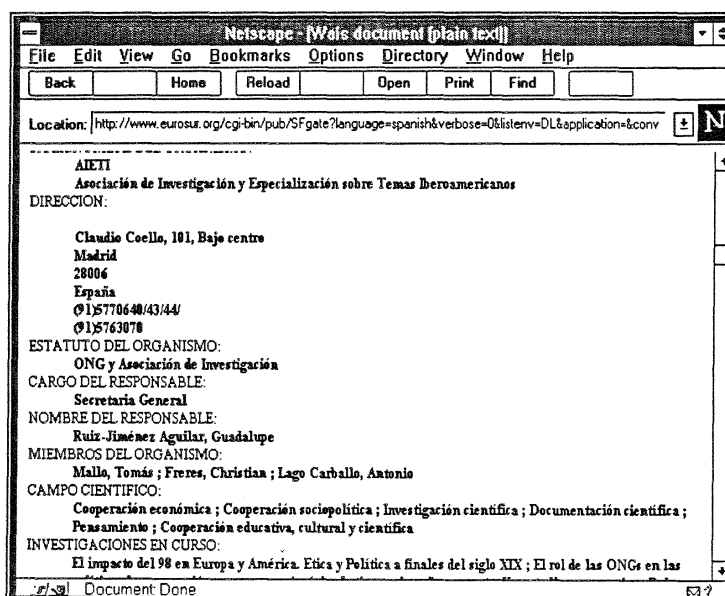 Netscape - [Wais document (plain text)]
File Edit View Go Bookmarks Options Directory Window Help
Back Home Reload Open Print Find
Location: http://www.eurosur.org/cgi-bin/pub/SFgate?language=spanish&verbose=0&listenv=DL&application=&conv
N
AIETI
Asociación de Investigación y Especialización sobre Temas Iberoamericanos
DIRECCION:
Claudio Coello, 101, Bajo centro
Madrid
28006
España
(91)5770640/43/44/
(91)5763070
ESTATUTO DEL ORGANISMO:
ONG y Asociación de Investigación
CARGO DEL RESPONSABLE:
Secretaria General
NOMBRE DEL RESPONSABLE:
Ruiz-Jiménez Aguilar, Guadalupe
MIEMBROS DEL ORGANISMO:
Mallo, Tomás ; Freres, Christian ; Lago Carballo, Antonio
CAMPO CIENTIFICO:
Cooperación económica ; Cooperación sociopolítica ; Investigación científica ; Documentación científica ;
Pensamiento ; Cooperación educativa, cultural y científica
INVESTIGACIONES EN CURSO:
El impacto del 98 en Europa y América. Etica y Política a finales del siglo XIX ; El rol de las ONGs en las
Document: Done